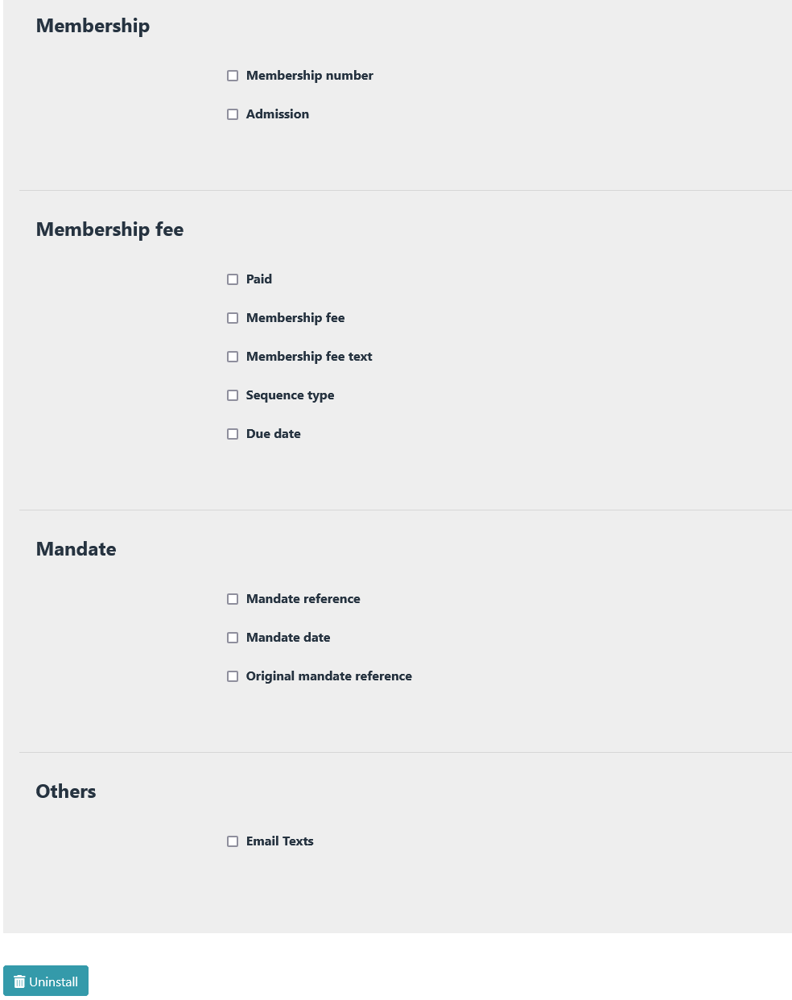 Membership
Membership number
Admission
Membership fee
Paid
Membership fee
Membership fee text
Sequence type
Due date
Mandate
Mandate reference
Mandate date
Original mandate reference
Others
Email Texts
Uninstall